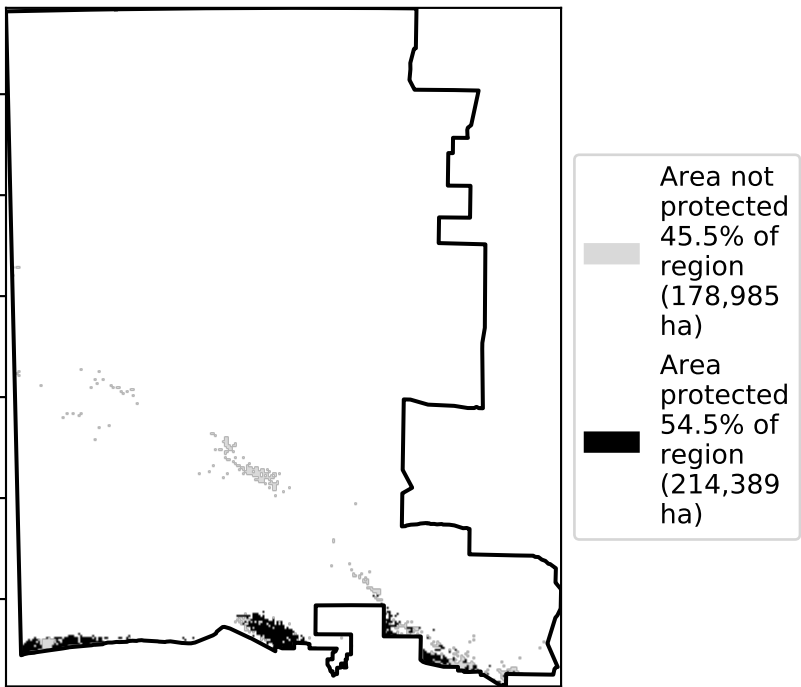 Area not
protected
45.5% of
region
(178,985
ha)
Area
protected
54.5% of
region
(214,389
ha)